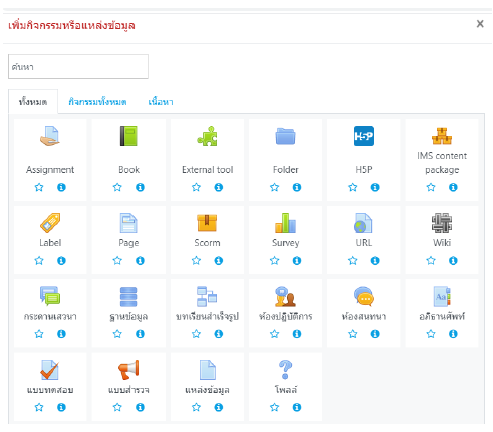 เพิ่มกิจกรรมหรือแหล่งข้อมูล x
ค้นหา
ทั้งหมด กิจกรรมทั้งหมด เนื้อหา
H5P
Assignment Book External tool Folder H5P IMS content package
Label Page Scorm Survey URL Wiki
กระดานเสวนา ฐานข้อมูล บทเรียนสำเร็จรูป ห้องปฏิบัติการ ห้องสนทนา อภิธานศัพท์
แบบทดสอบ แบบสำรวจ แหล่งข้อมูล โพลล์